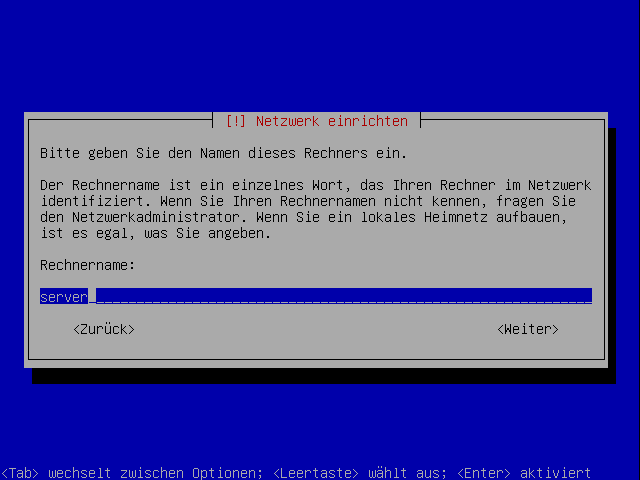 [!] Netzwerk einrichten
Bitte geben Sie den Namen dieses Rechners ein.
Der Rechnername ist ein einzelnes Wort, das Ihren Rechner im Netzwerk
identifiziert. Wenn Sie Ihren Rechnernamen nicht kennen, fragen Sie
den Netzwerkadministrator. Wenn Sie ein lokales Heimnetz aufbauen,
ist es egal, was Sie angeben.
Rechnername:
server
<Zurück> <Weiter>
<Tab> wechselt zwischen Optionen; <Leertaste> wählt aus; <Enter> aktiviert